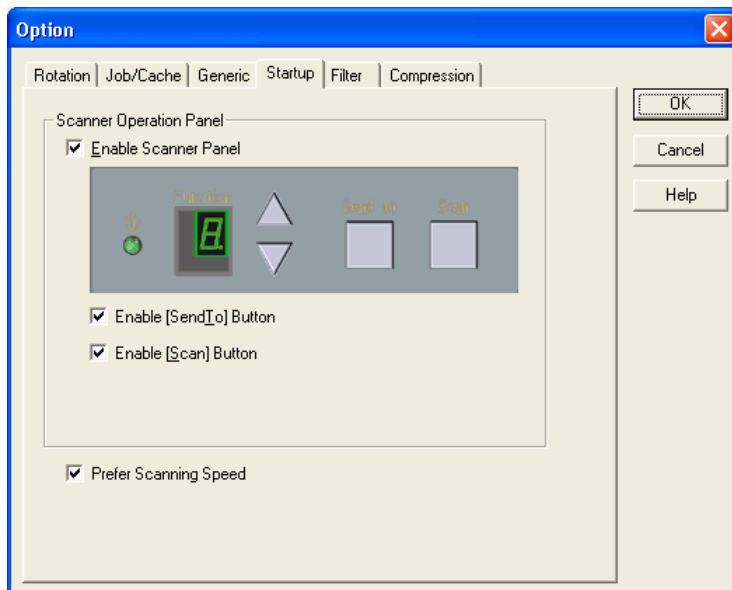 Option
Rotation Job/Cache Generic Startup Filter Compression
OK
Cancel
Help
Scanner Operation Panel
Enable Scanner Panel
Function
Send to Scan
8.
Enable [SendTo] Button
Enable [Scan] Button
Prefer Scanning Speed